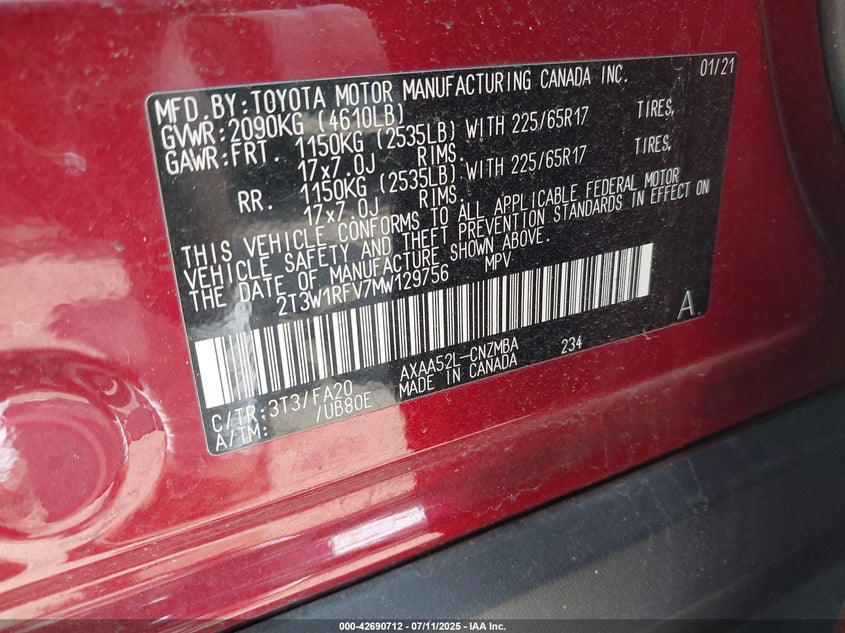 MFD.BY:TOYOTA MOTOR MANUFACTURING CANADA INC. 01/21
GVWR:2090KG (4610LB)
GAWR:FRT. 1150KG (2535LB) WITH 225/65R17 TIRES,
17x7.0J RIMS.
RR. 1150KG (2535LB) WITH 225/65R17 TIRES,
17x7.0J RIMS.
THIS VEHICLE CONFORMS TO ALL APPLICABLE FEDERAL MOTOR
VEHICLE SAFETY AND THEFT PREVENTION STANDARDS IN EFFECT ON
THE DATE OF MANUFACTURE SHOWN ABOVE.
2T3W1RFV7MW129756 MPV
A.
AXAA52L-CNZMBA 234
MADE IN CANADA
C/TR:3T3/FA20
A/TM: /UB80E
000-42690712 - 07/11/2025 - IAA Inc.